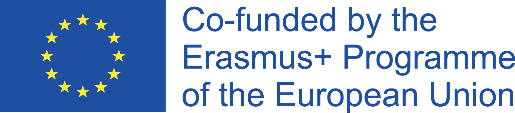 Co-funded by the
Erasmus+ Programme
of the European Union